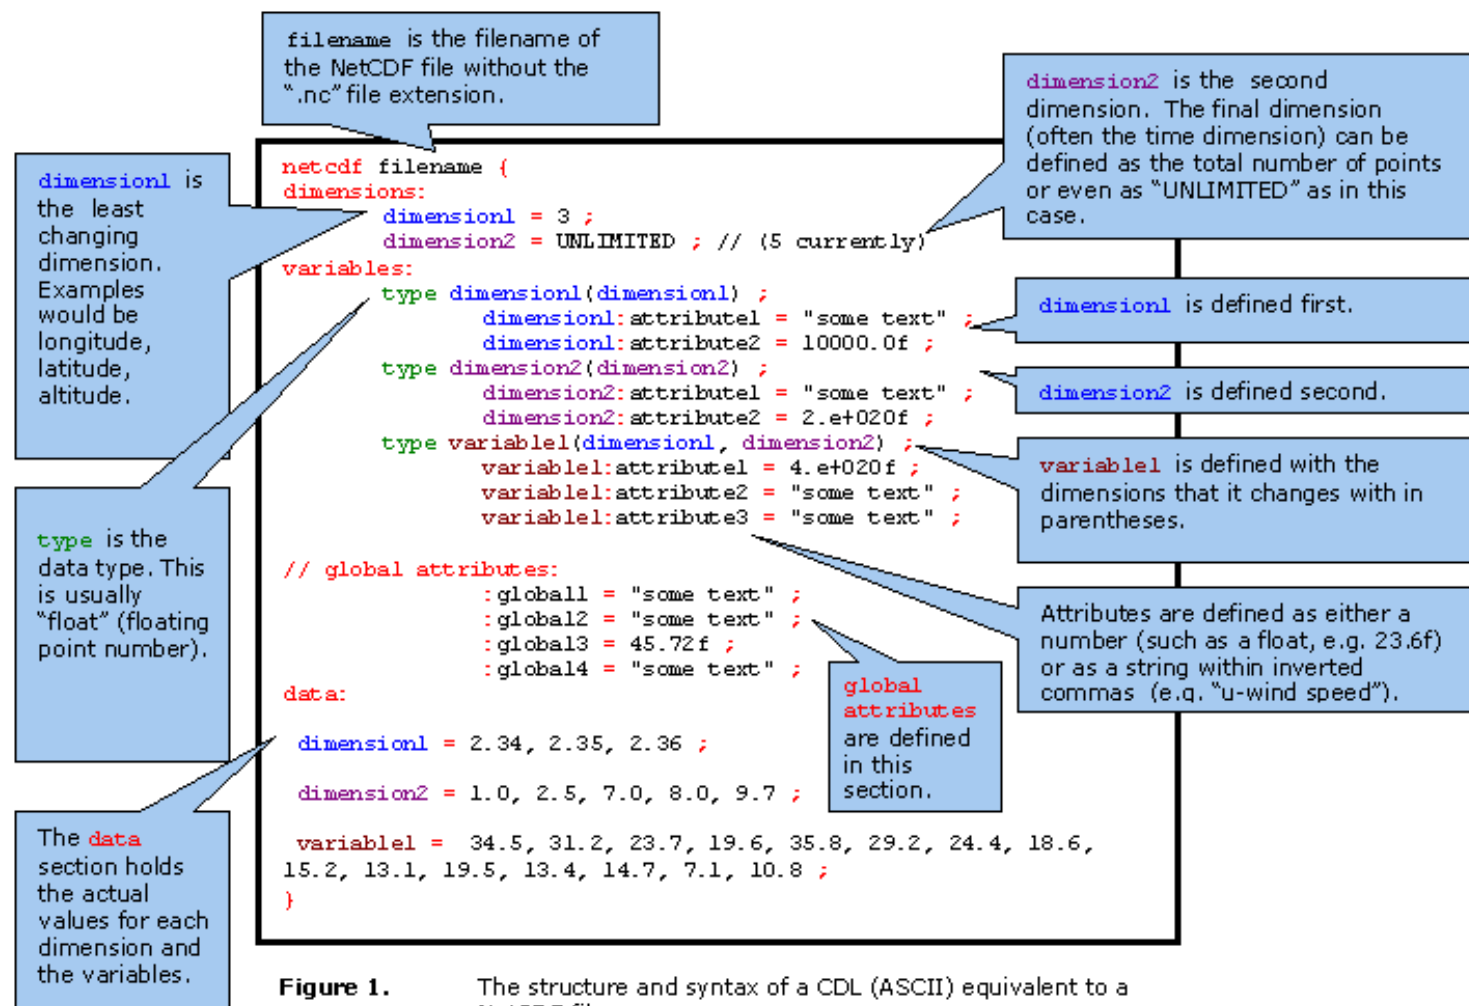 filename is the filename of
the NetCDF file without the
“.nc” file extension.
dimension2 is the second
dimension. The final dimension
(often the time dimension) can be
defined as the total number of points
or even as “UNLIMITED” as in this
case.
dimension1 is
the least
changing
dimension.
Examples
would be
longitude,
latitude,
altitude.
netcdf filename {
dimensions:
dimension1 = 3 ;
dimension2 = UNLIMITED ; // (5 currently)
variables:
type dimension1(dimension1) ;
dimension1:attribute1 = "some text" ;
dimension1:attribute2 = 10000.0f ;
type dimension2(dimension2) ;
dimension2:attribute1 = "some text" ;
dimension2:attribute2 = 2.e+020f ;
type variable1(dimension1, dimension2) ;
variable1:attribute1 = 4.e+020f ;
variable1:attribute2 = "some text" ;
variable1:attribute3 = "some text" ;
// global attributes:
:global1 = "some text" ;
:global2 = "some text" ;
:global3 = 45.72f ;
:global4 = "some text" ;
data:
dimension1 = 2.34, 2.35, 2.36 ;
dimension2 = 1.0, 2.5, 7.0, 8.0, 9.7 ;
variable1 = 34.5, 31.2, 23.7, 19.6, 35.8, 29.2, 24.4, 18.6,
15.2, 13.1, 19.5, 13.4, 14.7, 7.1, 10.8 ;
}
dimension1 is defined first.
dimension2 is defined second.
variable1 is defined with the
dimensions that it changes with in
parentheses.
Attributes are defined as either a
number (such as a float, e.g. 23.6f)
or as a string within inverted
commas (e.g. “u-wind speed”).
type is the
data type. This
is usually
“float” (floating
point number).
global
attributes
are defined
in this
section.
The data
section holds
the actual
values for each
dimension and
the variables.
Figure 1. The structure and syntax of a CDL (ASCII) equivalent to a